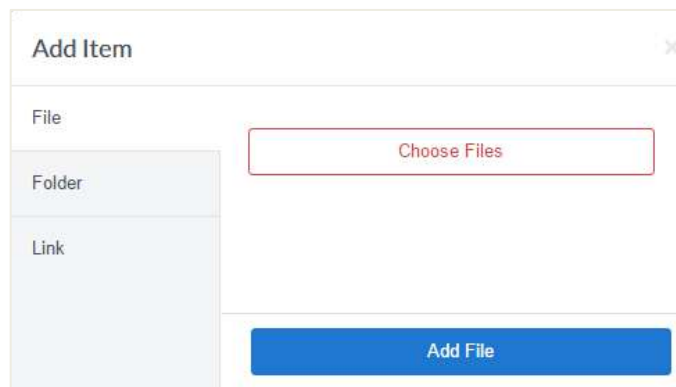 Add Item
File
Choose Files
Folder
Link
Add File